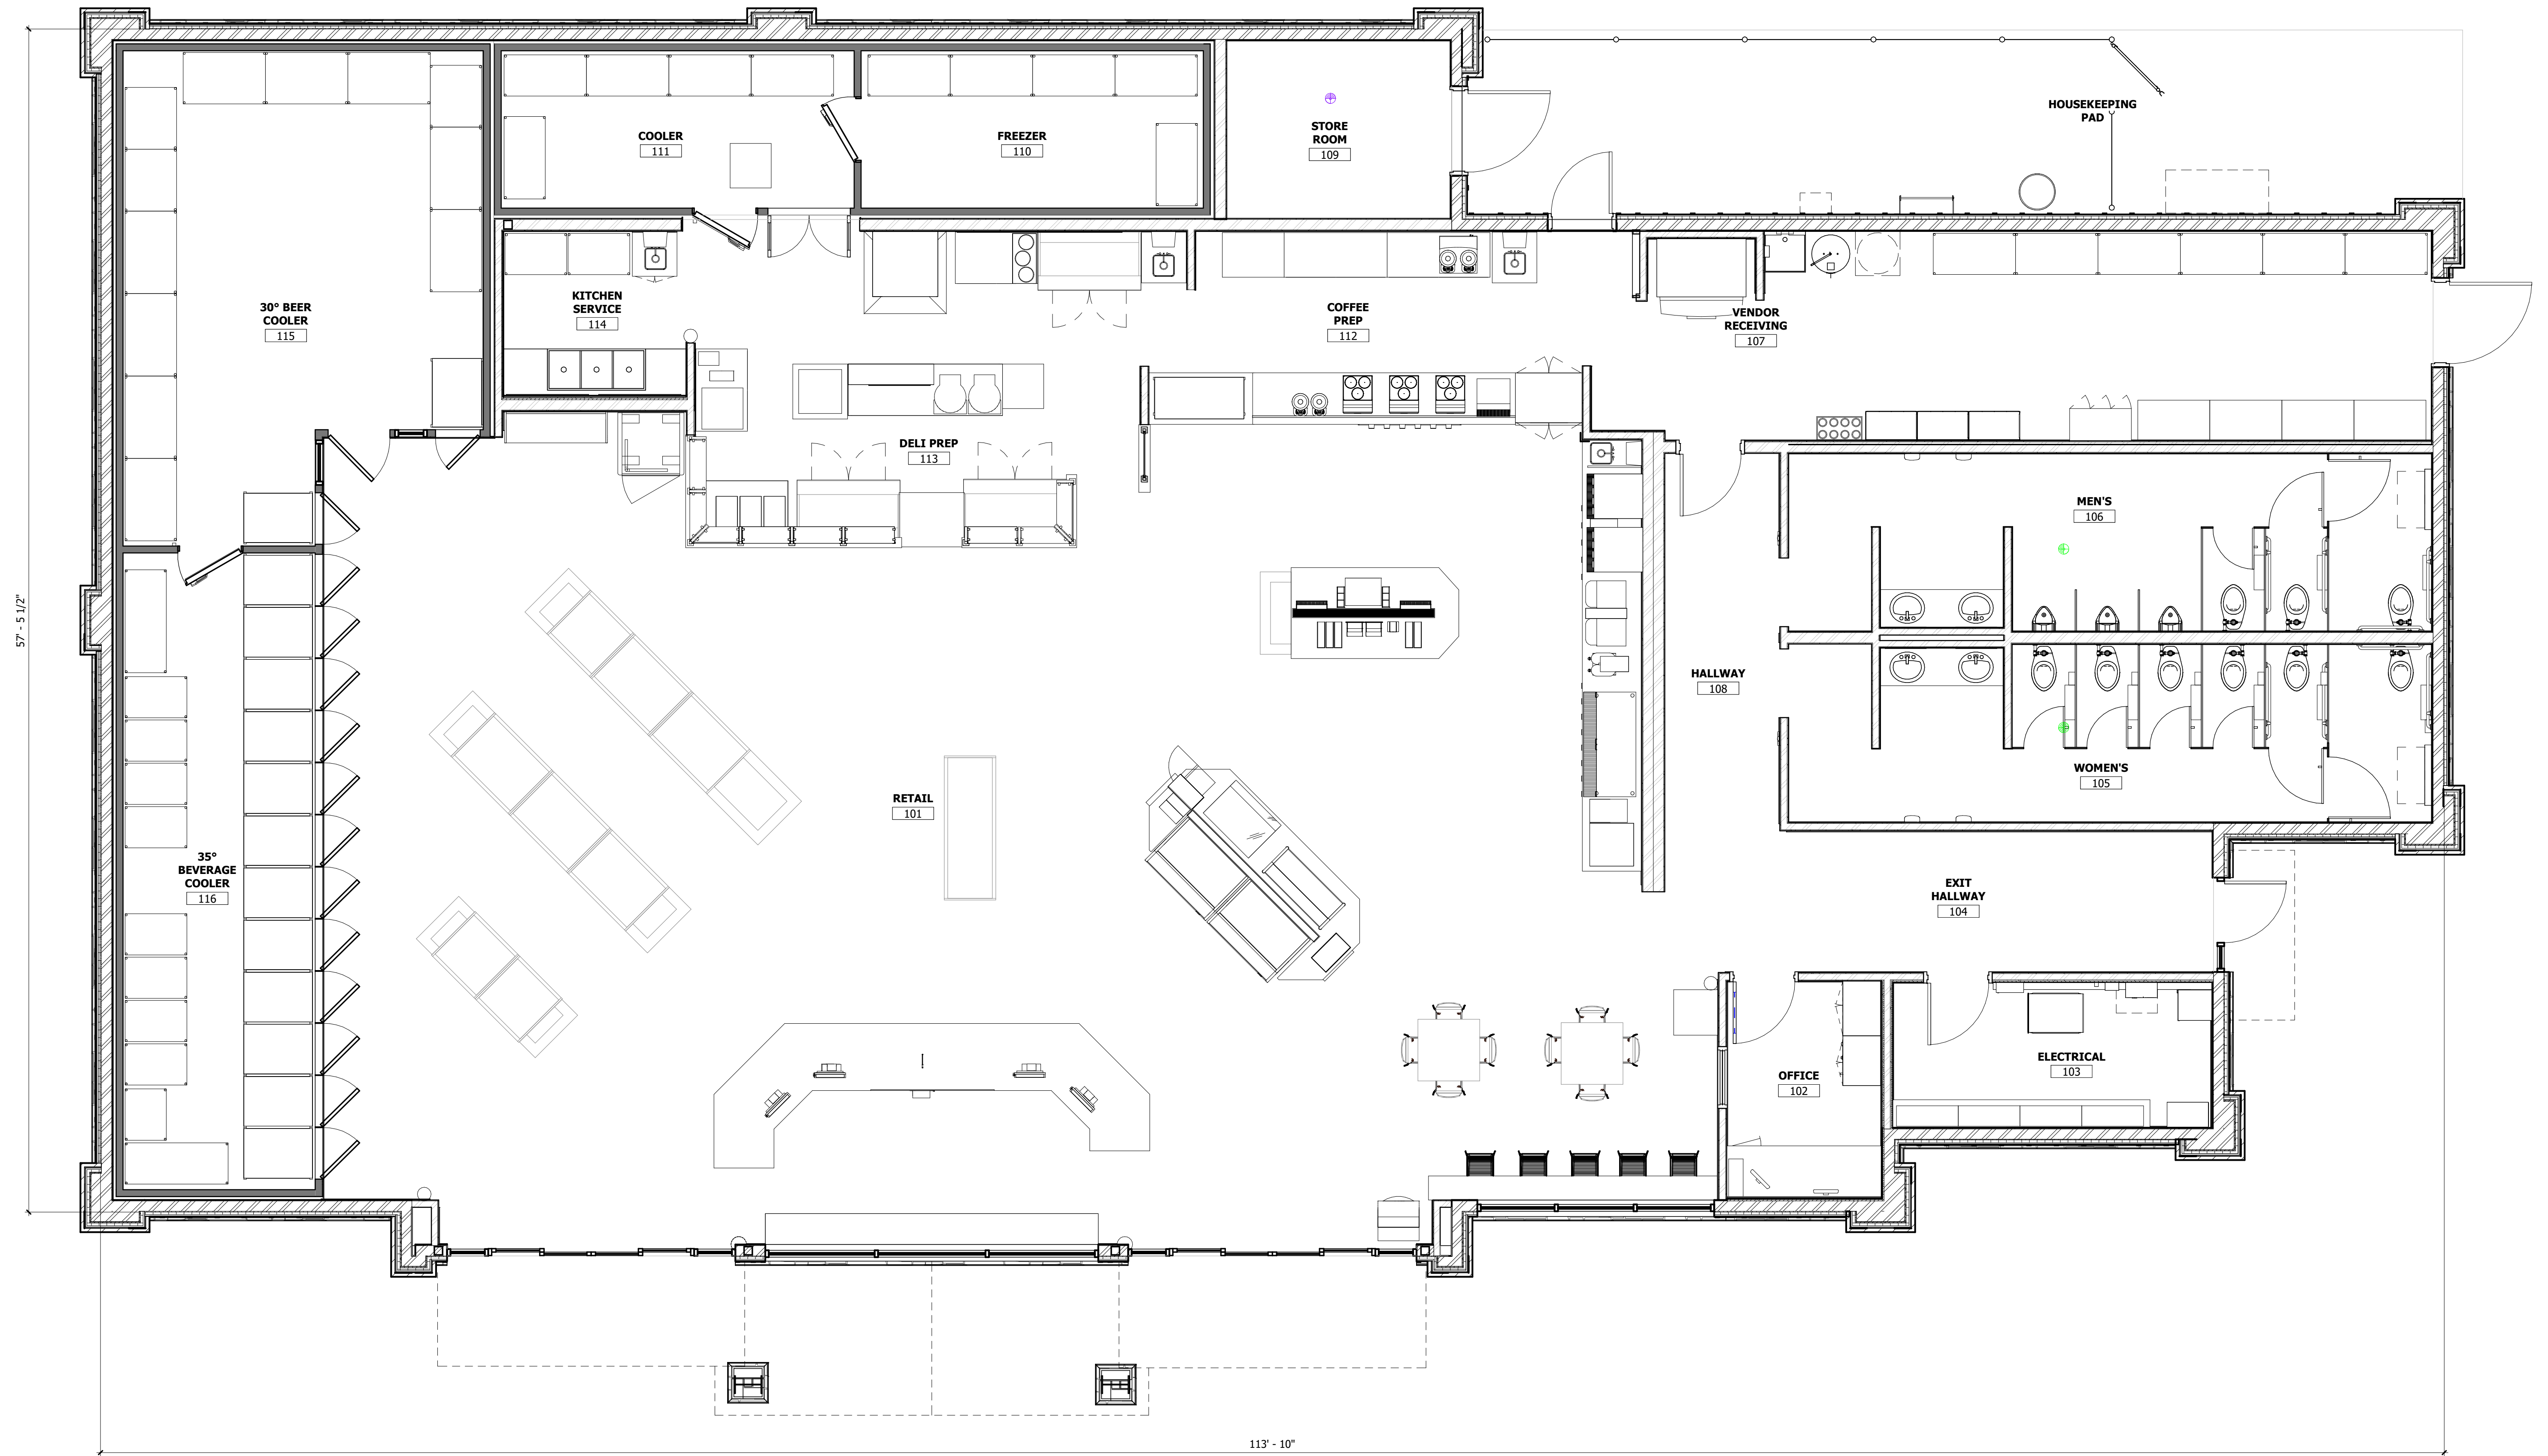 HOUSEKEEPING
PAD
COOLER
111
FREEZER
110
STORE
ROOM
109
30° BEER
COOLER
115
KITCHEN
SERVICE
114
COFFEE
PREP
112
VENDOR
RECEIVING
107
DELI PREP
113
MEN'S
106
57' - 5 1/2"
HALLWAY
108
WOMEN'S
105
RETAIL
101
35°
BEVERAGE
COOLER
116
EXIT
HALLWAY
104
OFFICE
102
ELECTRICAL
103
113' - 10"